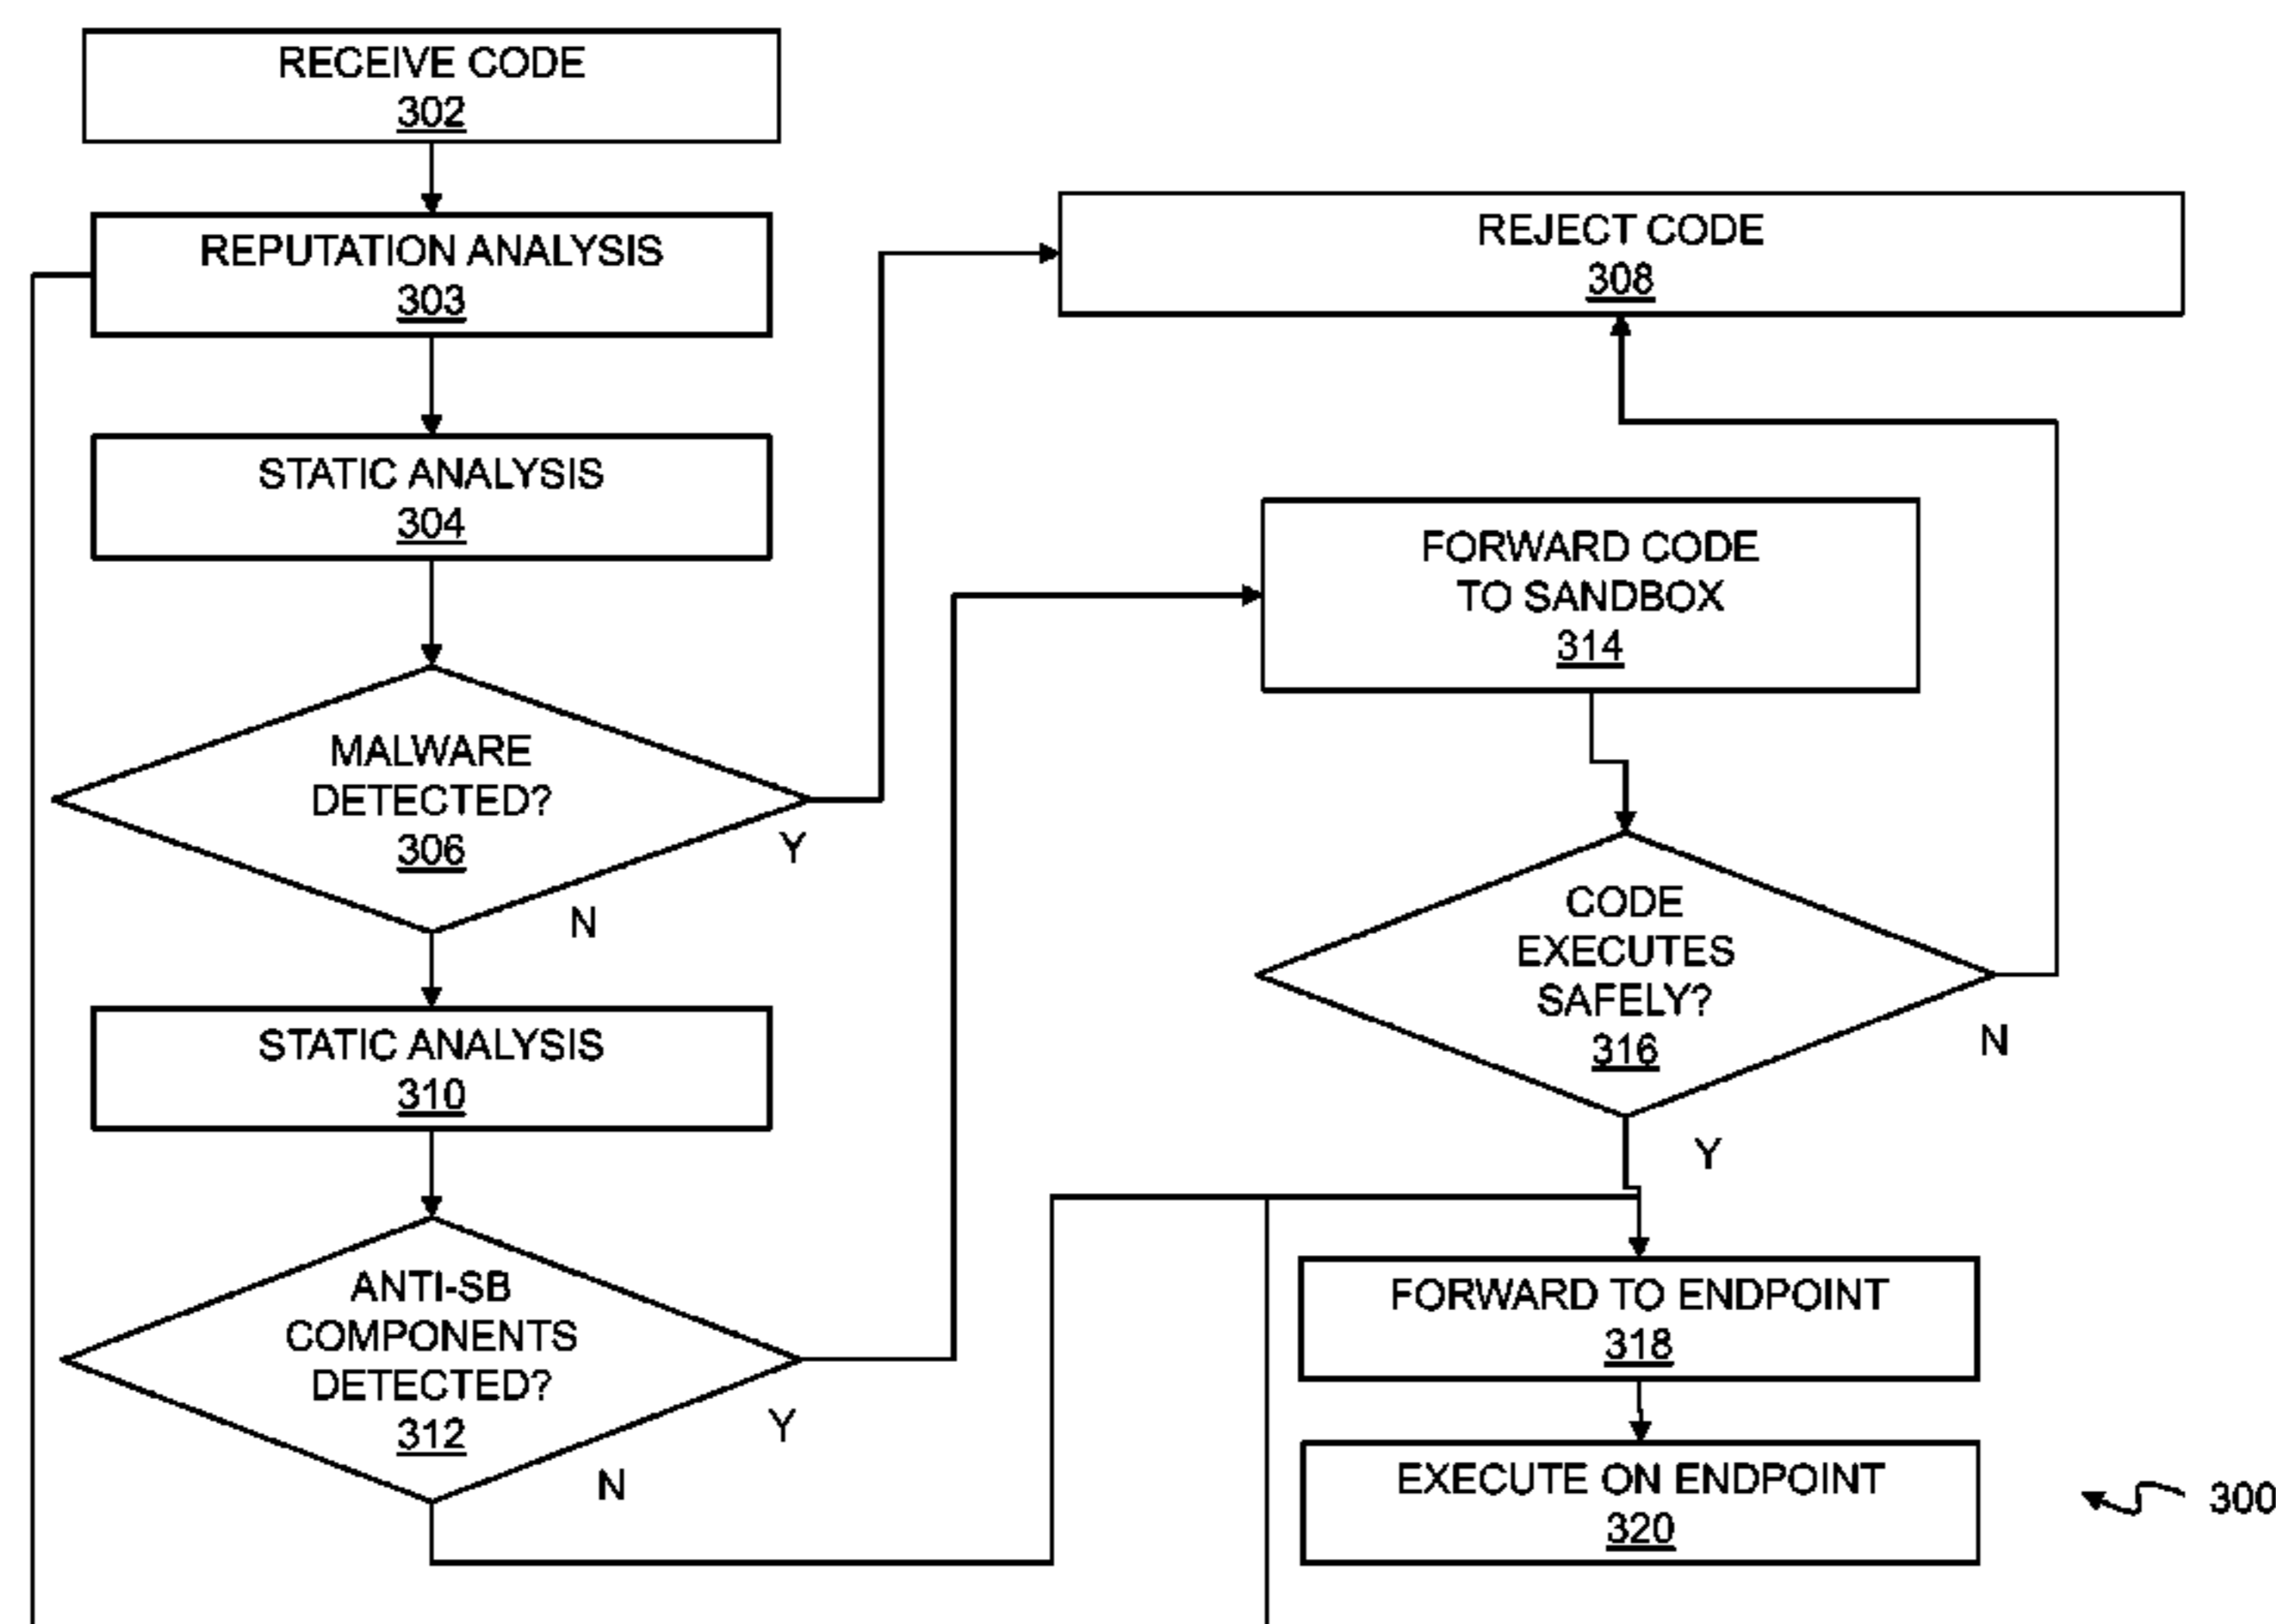 RECEIVE CODE
302
REPUTATION ANALYSIS
303
STATIC ANALYSIS
304
MALWARE
DETECTED?
306
Y
N
STATIC ANALYSIS
310
ANTI-SB
COMPONENTS
DETECTED?
312
Y
N
REJECT CODE
308
FORWARD CODE
TO SANDBOX
314
CODE
EXECUTES
SAFELY?
316
N
Y
FORWARD TO ENDPOINT
318
EXECUTE ON ENDPOINT
320
300